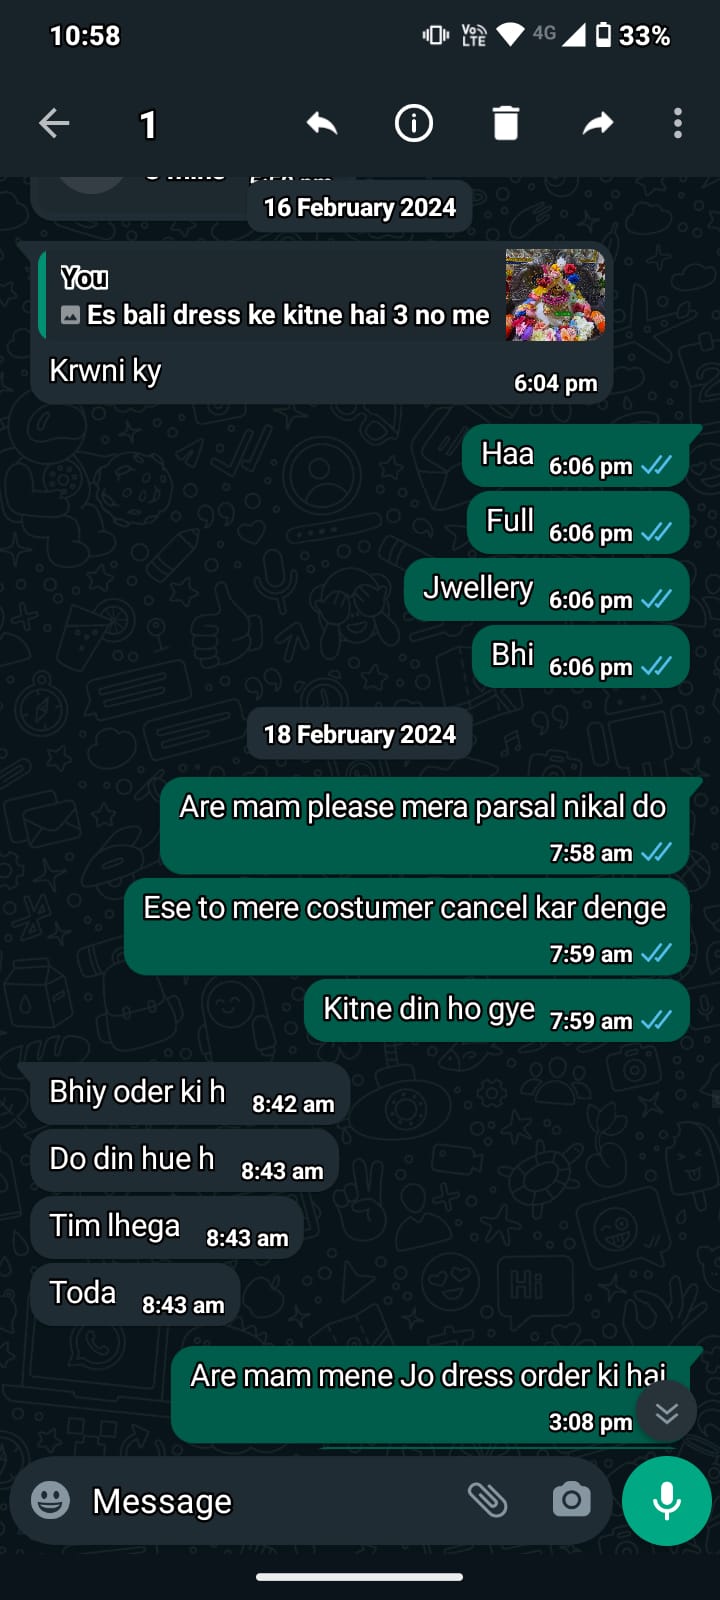 10:58
Vo)) LTE 4G 33%
1
16 February 2024
You
Es bali dress ke kitne hai 3 no me
Krwni ky
6:04 pm
Haa 6:06 pm
Full 6:06 pm
Jwellery 6:06 pm
Bhi 6:06 pm
18 February 2024
Are mam please mera parsal nikal do
7:58 am
Ese to mere costumer cancel kar denge
7:59 am
Kitne din ho gye 7:59 am
Bhiy oder ki h 8:42 am
Do din hue h 8:43 am
Tim lhega 8:43 am
Toda 8:43 am
Are mam mene Jo dress order ki hai
3:08 pm
Message